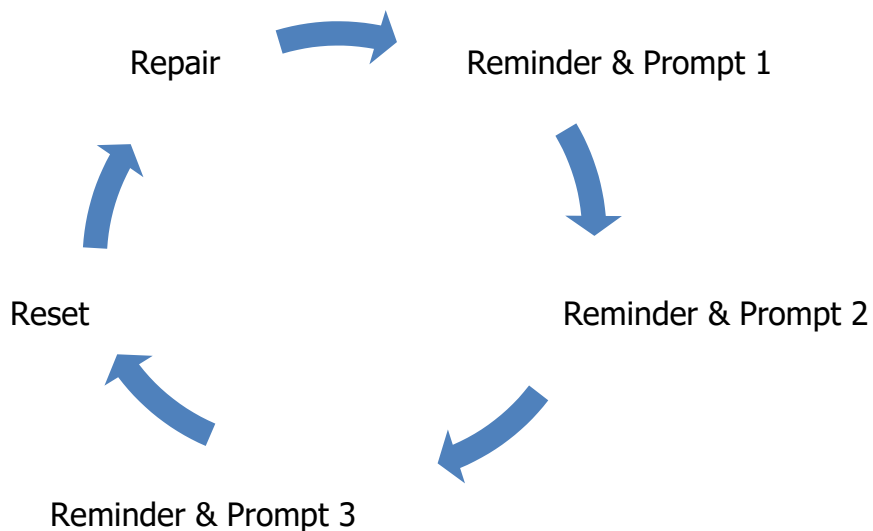 Repair
Reminder & Prompt 1
Reset
Reminder & Prompt 2
Reminder & Prompt 3